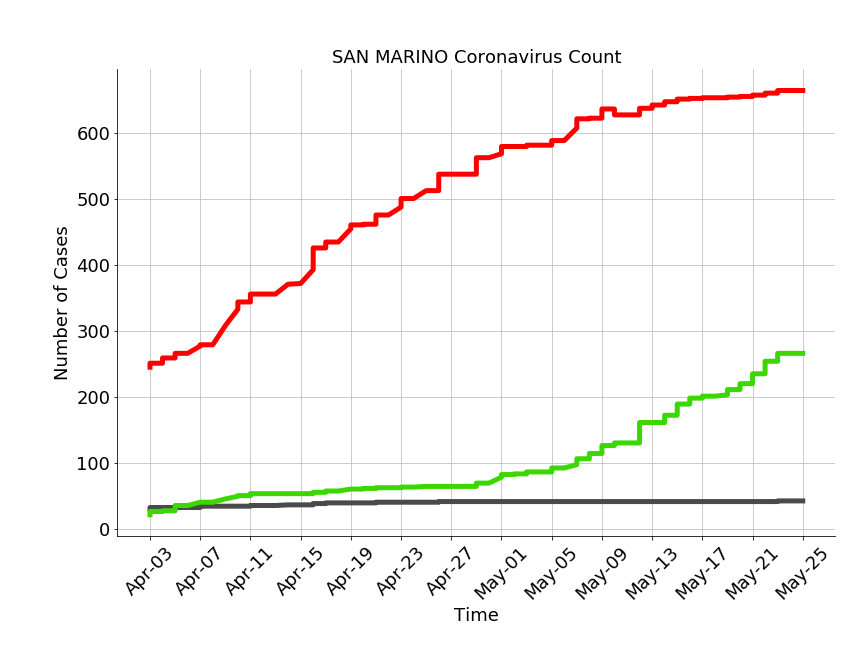 SAN MARINO Coronavirus Count
Number of Cases
600
500
400
300
200
100
0
Apr-03
Apr-07
Apr-11
Apr-15
Apr-19
Apr-23
Apr-27
May-01
May-05
May-09
May-13
May-17
May-21
May-25
Time